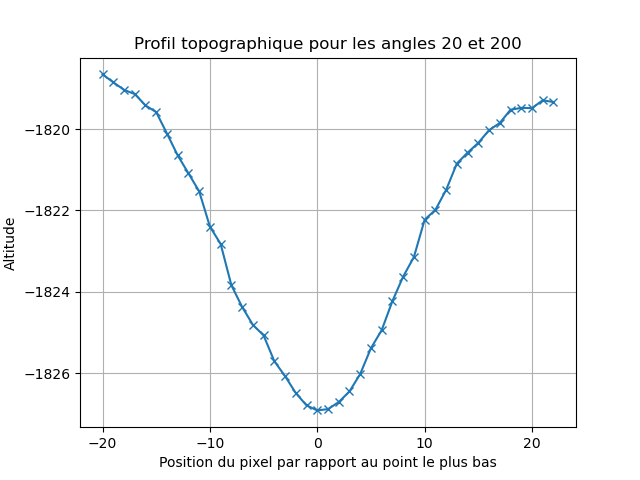 Profil topographique pour les angles 20 et 200
Altitude
−1820
−1822
−1824
−1826
−20 −10 0 10 20
Position du pixel par rapport au point le plus bas